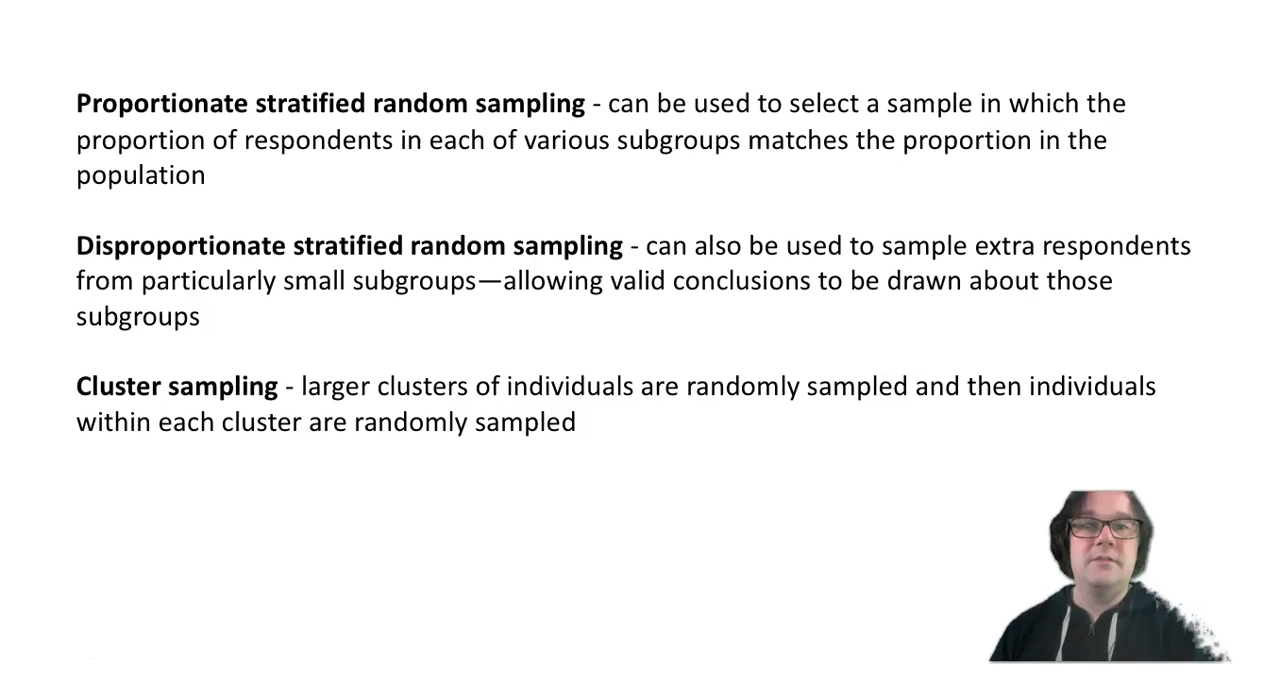 Proportionate stratified random sampling - can be used to select a sample in which the
proportion of respondents in each of various subgroups matches the proportion in the
population
Disproportionate stratified random sampling - can also be used to sample extra respondents
from particularly small subgroups—allowing valid conclusions to be drawn about those
subgroups
Cluster sampling - larger clusters of individuals are randomly sampled and then individuals
within each cluster are randomly sampled